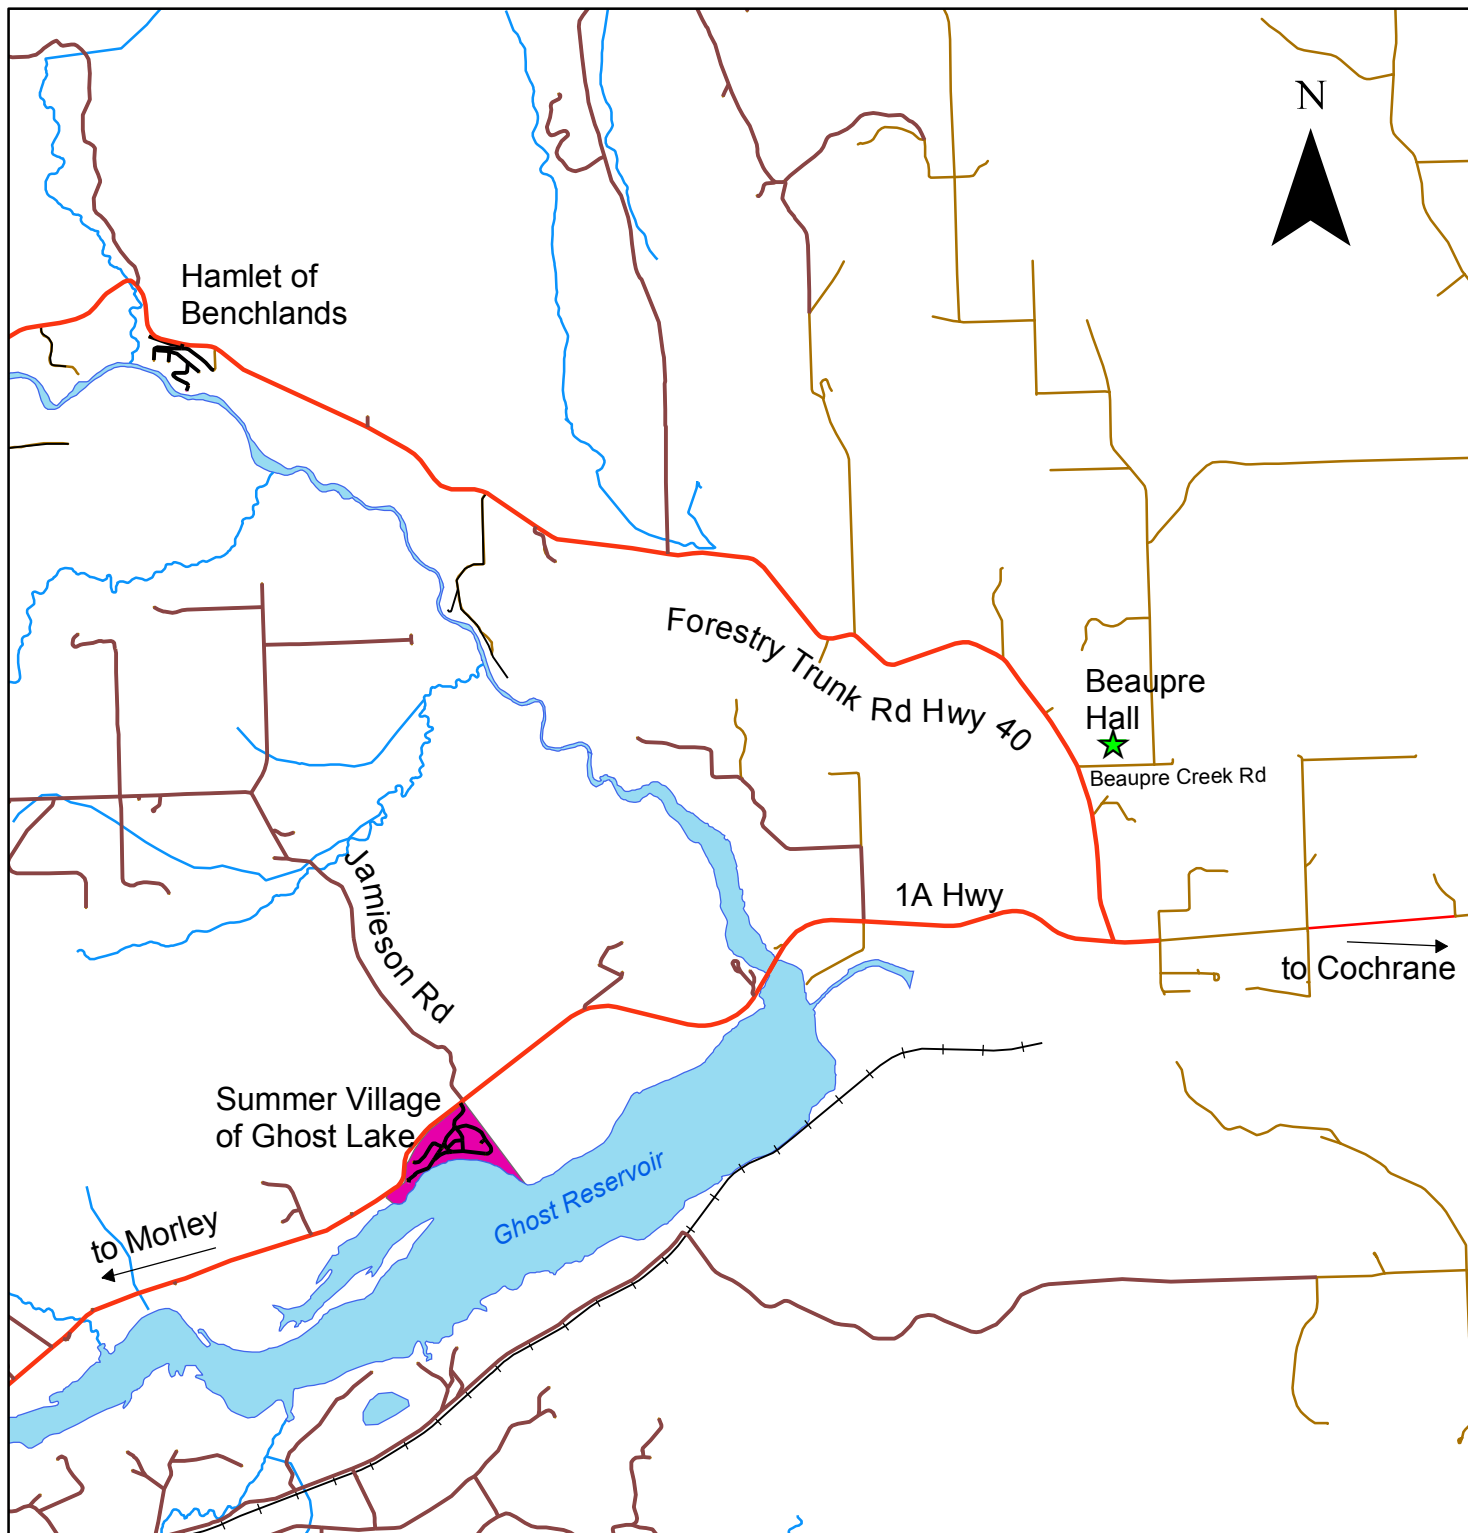 N
Hamlet of
Benchlands
Forestry Trunk Rd Hwy 40
Beaupre
Hall
Beaupre Creek Rd
Jamieson Rd
1A Hwy
to Cochrane
Summer Village
of Ghost Lake
Ghost Reservoir
to Morley